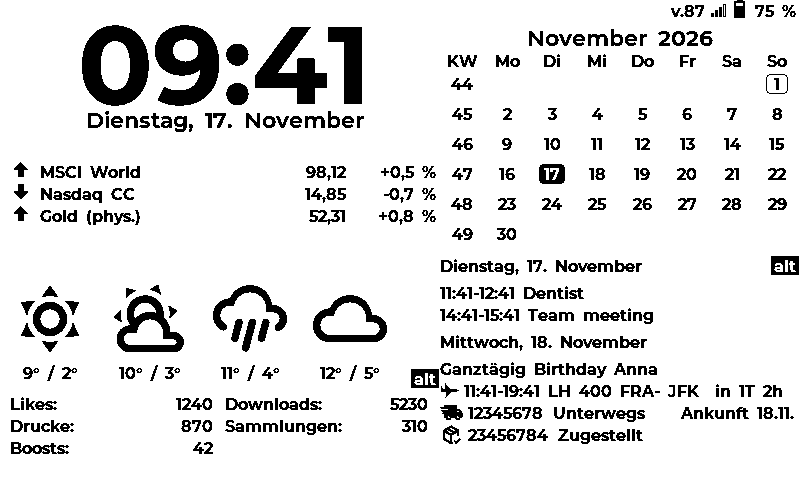 v.87 75 %
09:41
Dienstag, 17. November
MSCI World 98,12 +0,5 %
Nasdaq CC 14,85 -0,7 %
Gold (phys.) 52,31 +0,8 %
November 2026
KW Mo Di Mi Do Fr Sa So
44 1
45 2 3 4 5 6 7 8
46 9 10 11 12 13 14 15
47 16 17 18 19 20 21 22
48 23 24 25 26 27 28 29
49 30
9° / 2° 10° / 3° 11° / 4° 12° / 5°
alt
Likes: 1240 Downloads: 5230
Drucke: 870 Sammlungen: 310
Boosts: 42
Dienstag, 17. November alt
11:41-12:41 Dentist
14:41-15:41 Team meeting
Mittwoch, 18. November
Ganztägig Birthday Anna
11:41-19:41 LH 400 FRA- JFK in 1T 2h
12345678 Unterwegs Ankunft 18.11.
23456784 Zugestellt